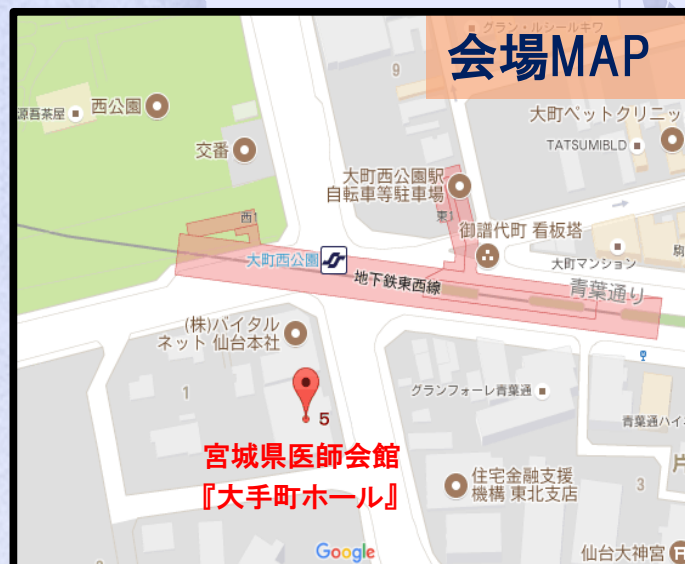 会場MAP
グラン・ルシールキワ
9
源吾茶屋
西公園
大町ペットクリニッ
TATSUMIBLD
交番
大町西公園駅
自転車等駐車場
西1
東1
御譜代町 看板塔
大町西公園
地下鉄東西線
大町マンション
駒
青葉通り
(株)バイタル
ネット 仙台本社
1
グランフォーレ青葉通
5
青葉通ハイ
宮城県医師会館
『大手町ホール』
住宅金融支援
機構 東北支店
3
片
Google
仙台大神宮